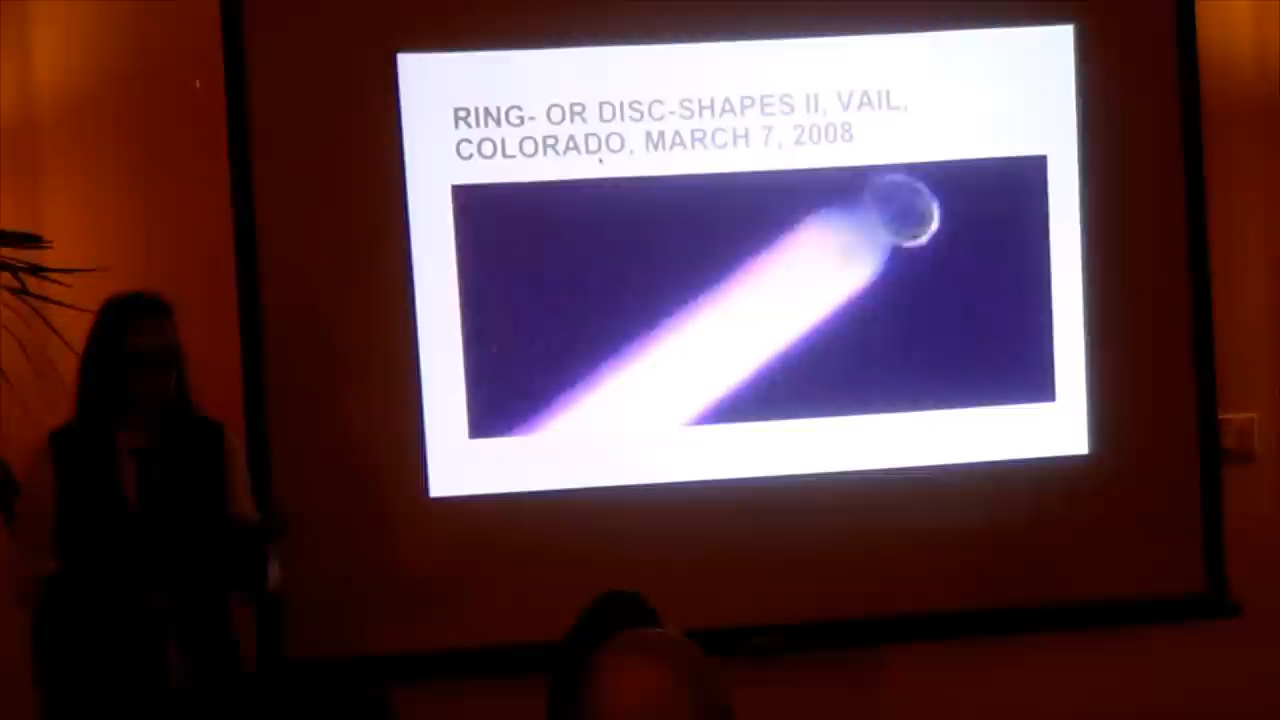 RING- OR DISC-SHAPES II, VAIL,
COLORADO, MARCH 7, 2008